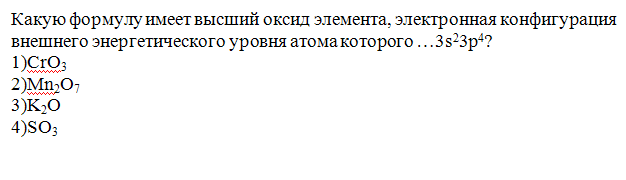 Какую формулу имеет высший оксид элемента, электронная конфигурация
внешнего энергетического уровня атома которого …3s²3p⁴?
1)CrO₃
2)Mn₂O₇
3)K₂O
4)SO₃